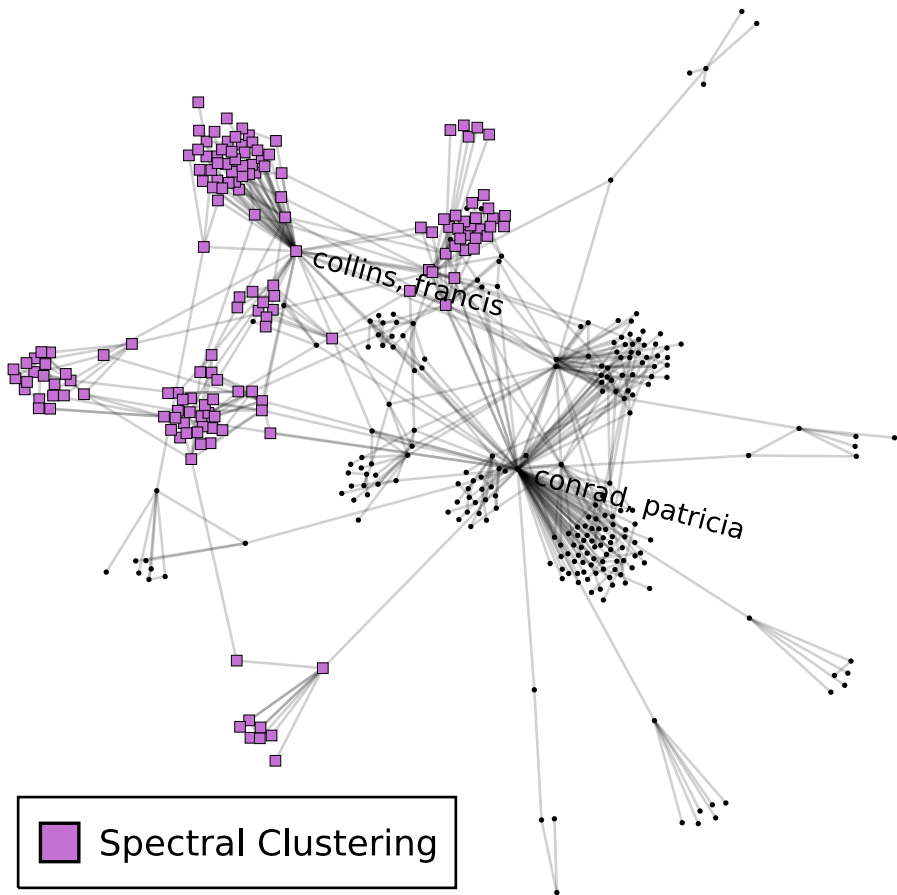 collins, francis
conrad, patricia
Spectral Clustering